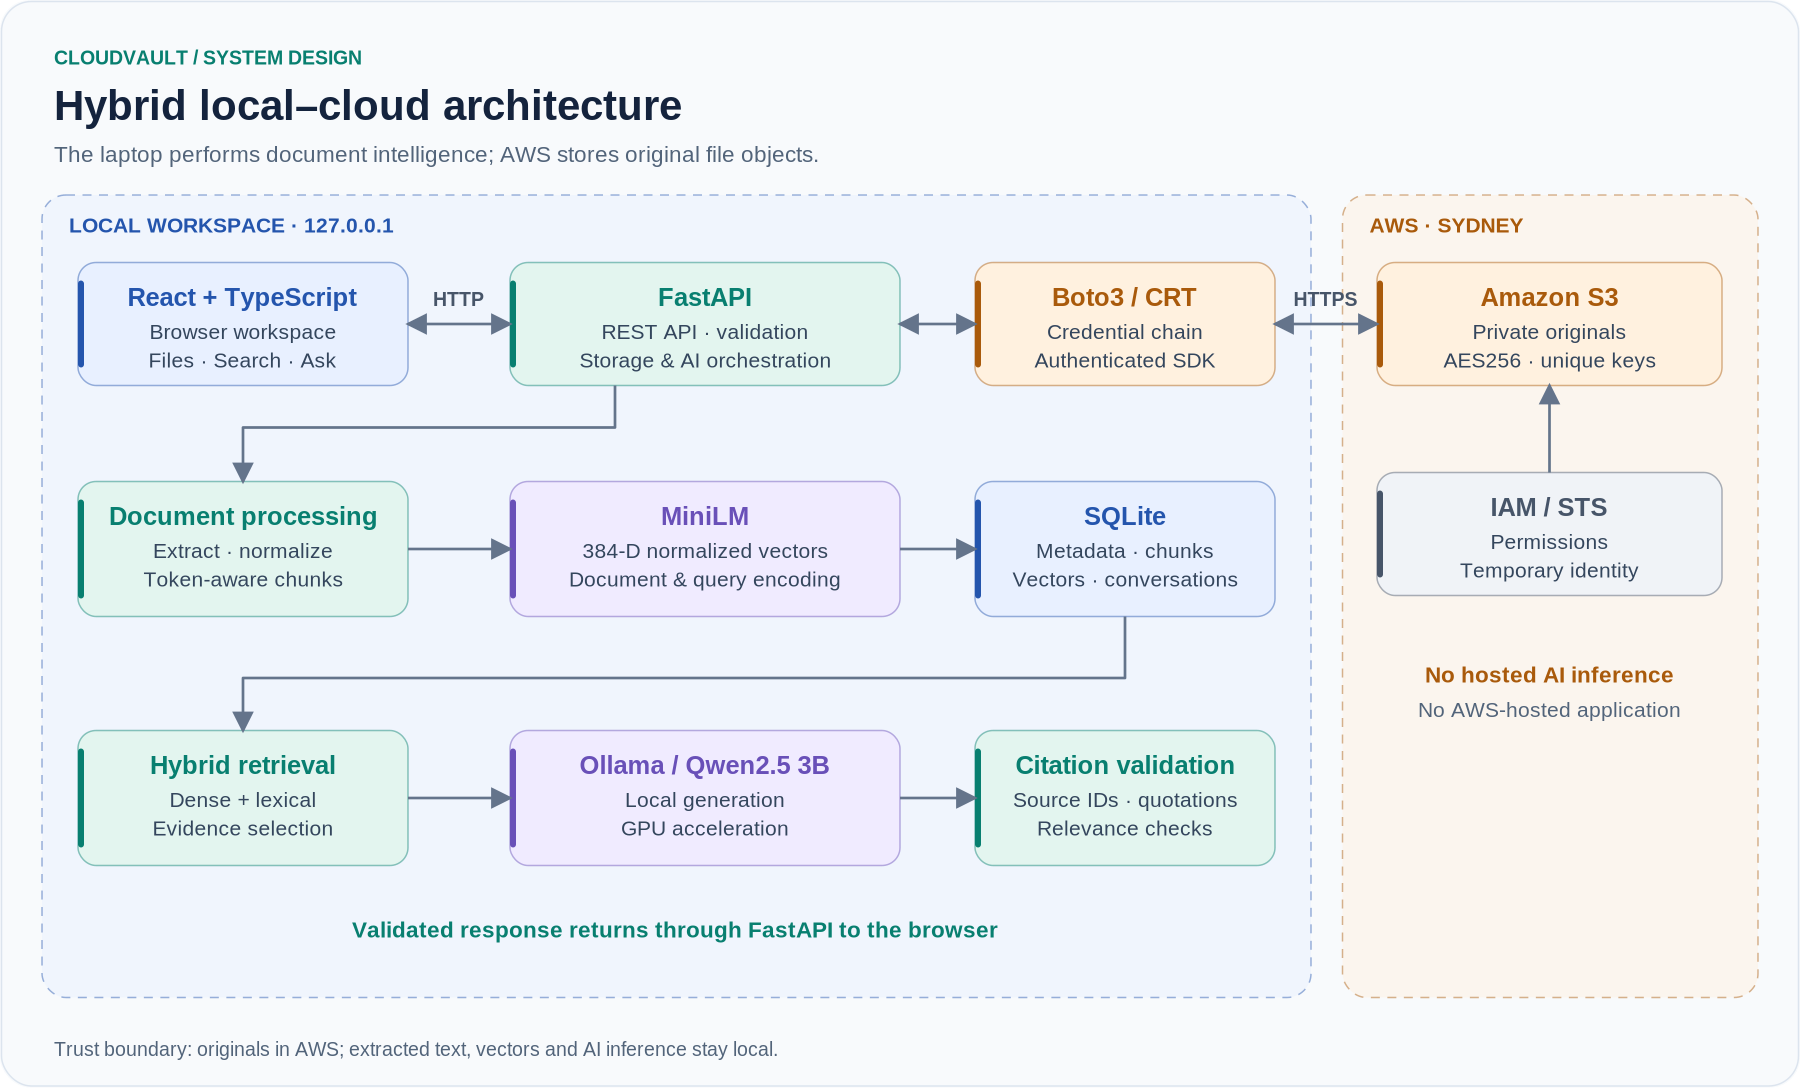 CLOUDVAULT / SYSTEM DESIGN
Hybrid local–cloud architecture
The laptop performs document intelligence; AWS stores original file objects.
LOCAL WORKSPACE · 127.0.0.1
React + TypeScript
Browser workspace
Files · Search · Ask
HTTP
FastAPI
REST API · validation
Storage & AI orchestration
Boto3 / CRT
Credential chain
Authenticated SDK
HTTPS
AWS · SYDNEY
Amazon S3
Private originals
AES256 · unique keys
Document processing
Extract · normalize
Token-aware chunks
MiniLM
384-D normalized vectors
Document & query encoding
SQLite
Metadata · chunks
Vectors · conversations
IAM / STS
Permissions
Temporary identity
No hosted AI inference
No AWS-hosted application
Hybrid retrieval
Dense + lexical
Evidence selection
Ollama / Qwen2.5 3B
Local generation
GPU acceleration
Citation validation
Source IDs · quotations
Relevance checks
Validated response returns through FastAPI to the browser
Trust boundary: originals in AWS; extracted text, vectors and AI inference stay local.